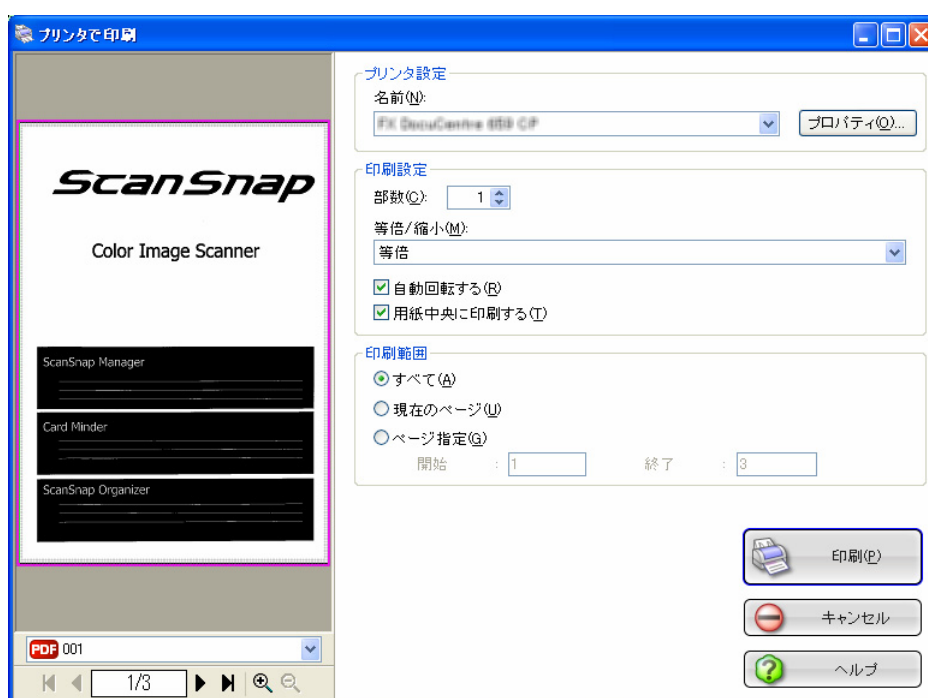 プリンタで印刷
ScanSnap
Color Image Scanner
ScanSnap Manager
Card Minder
ScanSnap Organizer
PDF 001
1/3
プリンタ設定
名前(N):
プロパティ(O)...
印刷設定
部数(C): 1
等倍/縮小(M):
等倍
自動回転する(R)
用紙中央に印刷する(T)
印刷範囲
すべて(A)
現在のページ(U)
ページ指定(G)
開始 : 1 終了 : 3
印刷(P)
キャンセル
ヘルプ